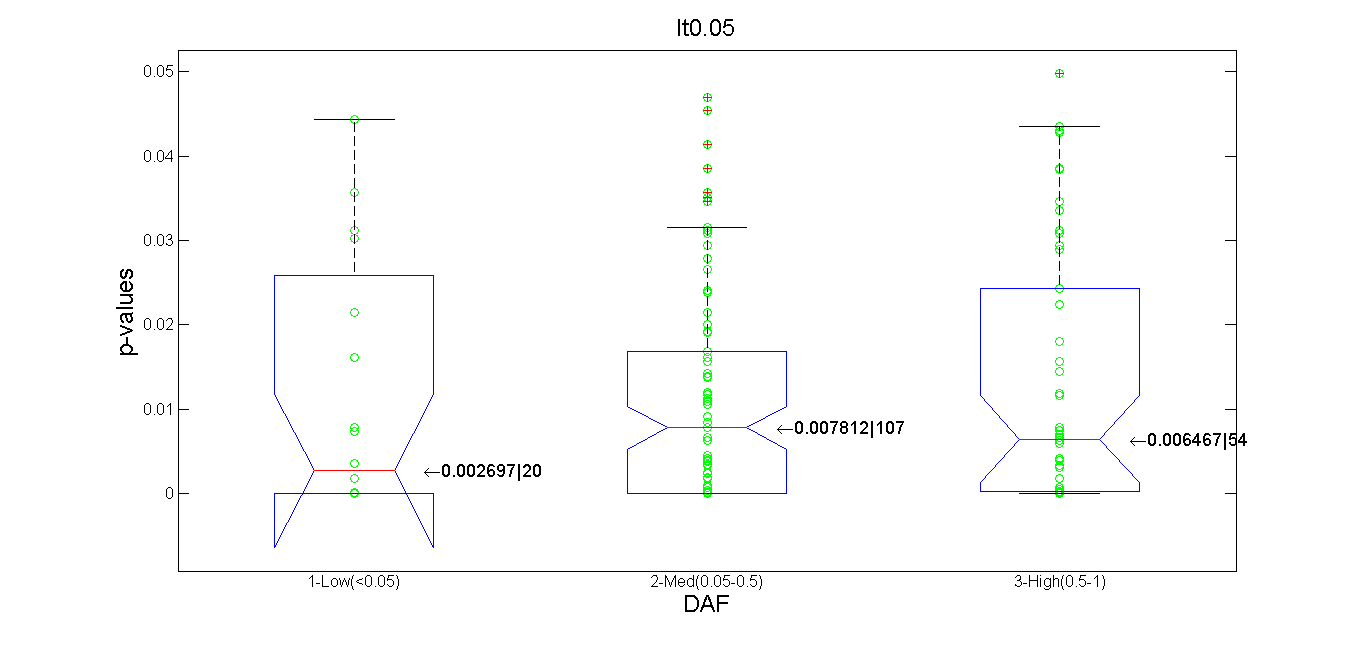 lt0.05
0.05
0.04
0.03
0.02
0.01
0
p-values
←0.002697|20
←0.007812|107
←0.006467|54
1-Low(<0.05)
2-Med(0.05-0.5)
3-High(0.5-1)
DAF